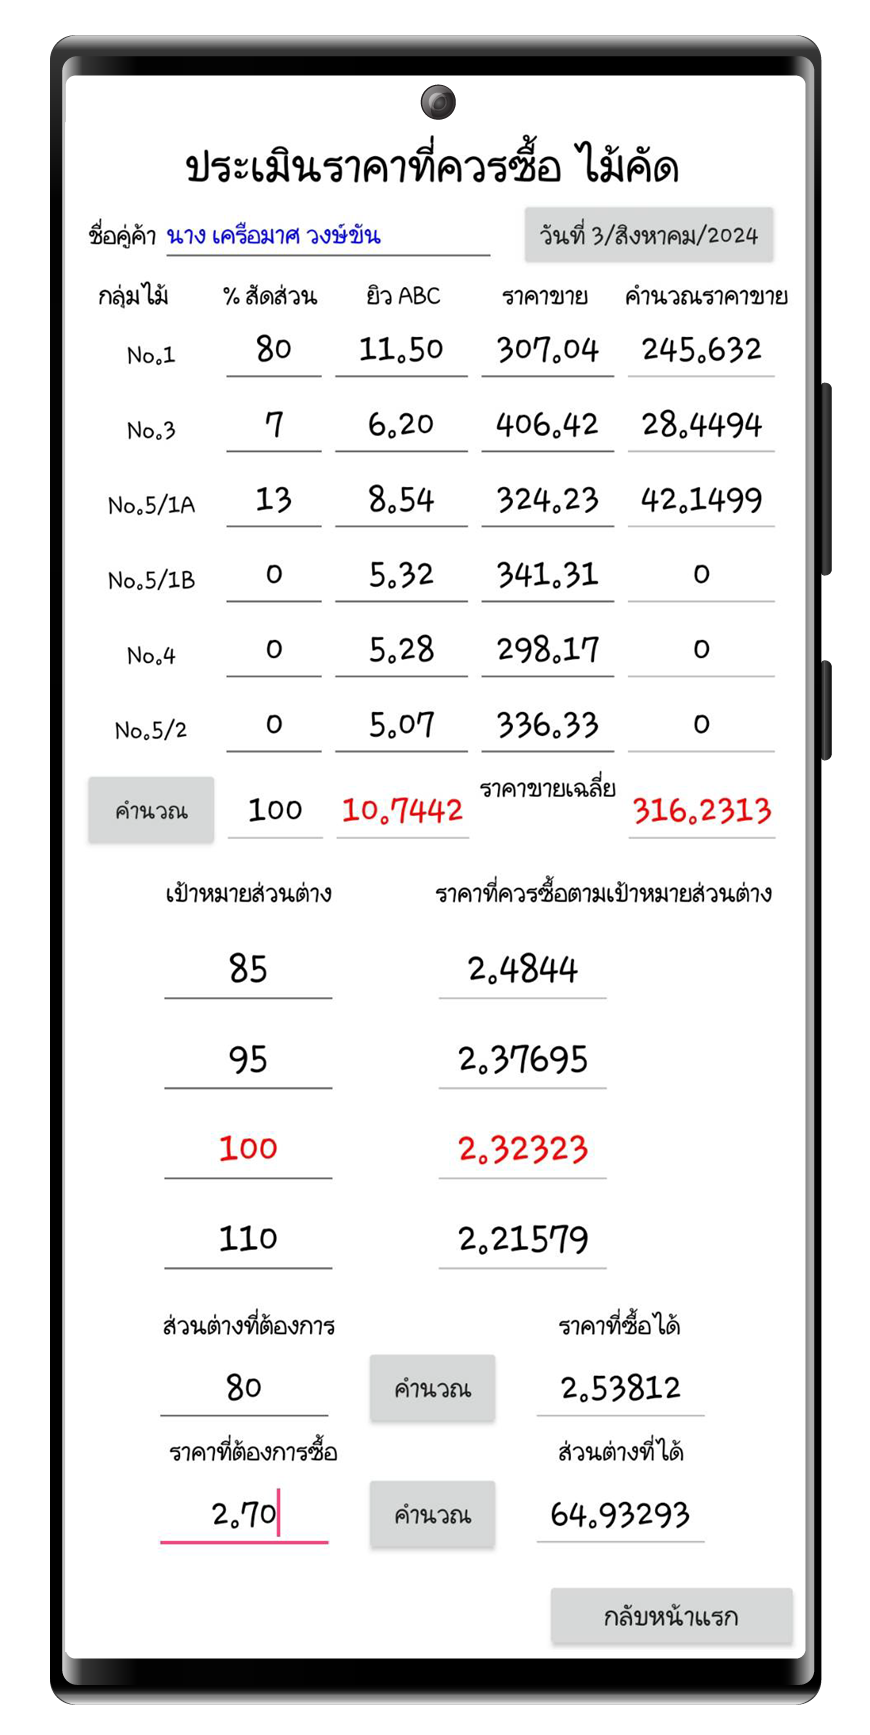 ประเมินราคาที่ควรซื้อ ไม้คัด
ชื่อคู่ค้า นาง เครือมาศ วงษ์ขัน วันที่ 3/สิงหาคม/2024
กลุ่มไม้ % สัดส่วน ยิว ABC ราคาขาย คำนวณราคาขาย
No.1 80 11.50 307.04 245.632
No.3 7 6.20 406.42 28.4494
No.5/1A 13 8.54 324.23 42.1499
No.5/1B 0 5.32 341.31 0
No.4 0 5.28 298.17 0
No.5/2 0 5.07 336.33 0
คำนวณ 100 10.7442 ราคาขายเฉลี่ย 316.2313
เป้าหมายส่วนต่าง ราคาที่ควรซื้อตามเป้าหมายส่วนต่าง
85 2.4844
95 2.37695
100 2.32323
110 2.21579
ส่วนต่างที่ต้องการ ราคาที่ซื้อได้
80 คำนวณ 2.53812
ราคาที่ต้องการซื้อ ส่วนต่างที่ได้
2.70 คำนวณ 64.93293
กลับหน้าแรก